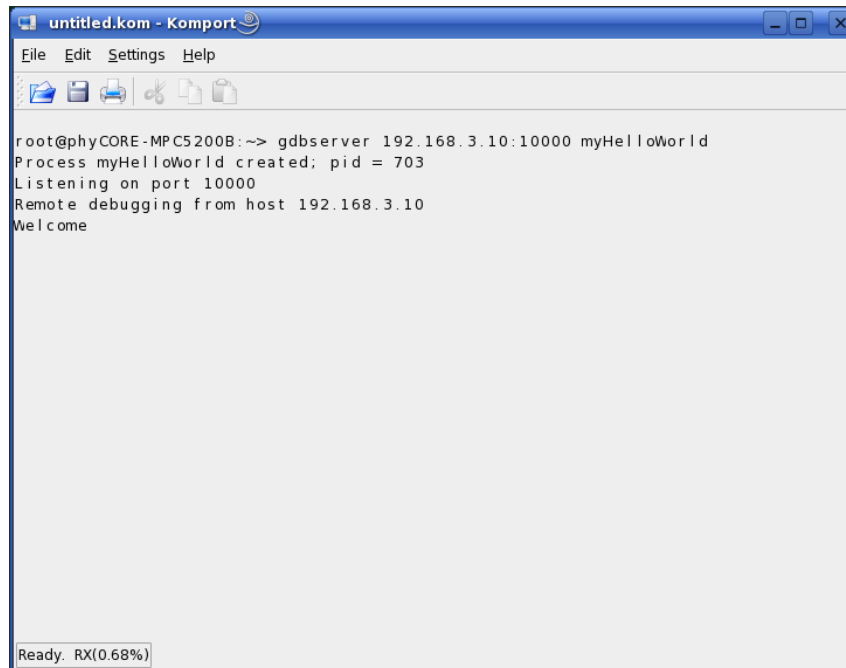 untitled.kom - Komport
File Edit Settings Help
root@phyCORE-MPC5200B:~> gdbserver 192.168.3.10:10000 myHelloWorld
Process myHelloWorld created; pid = 703
Listening on port 10000
Remote debugging from host 192.168.3.10
Welcome
Ready. RX(0.68%)